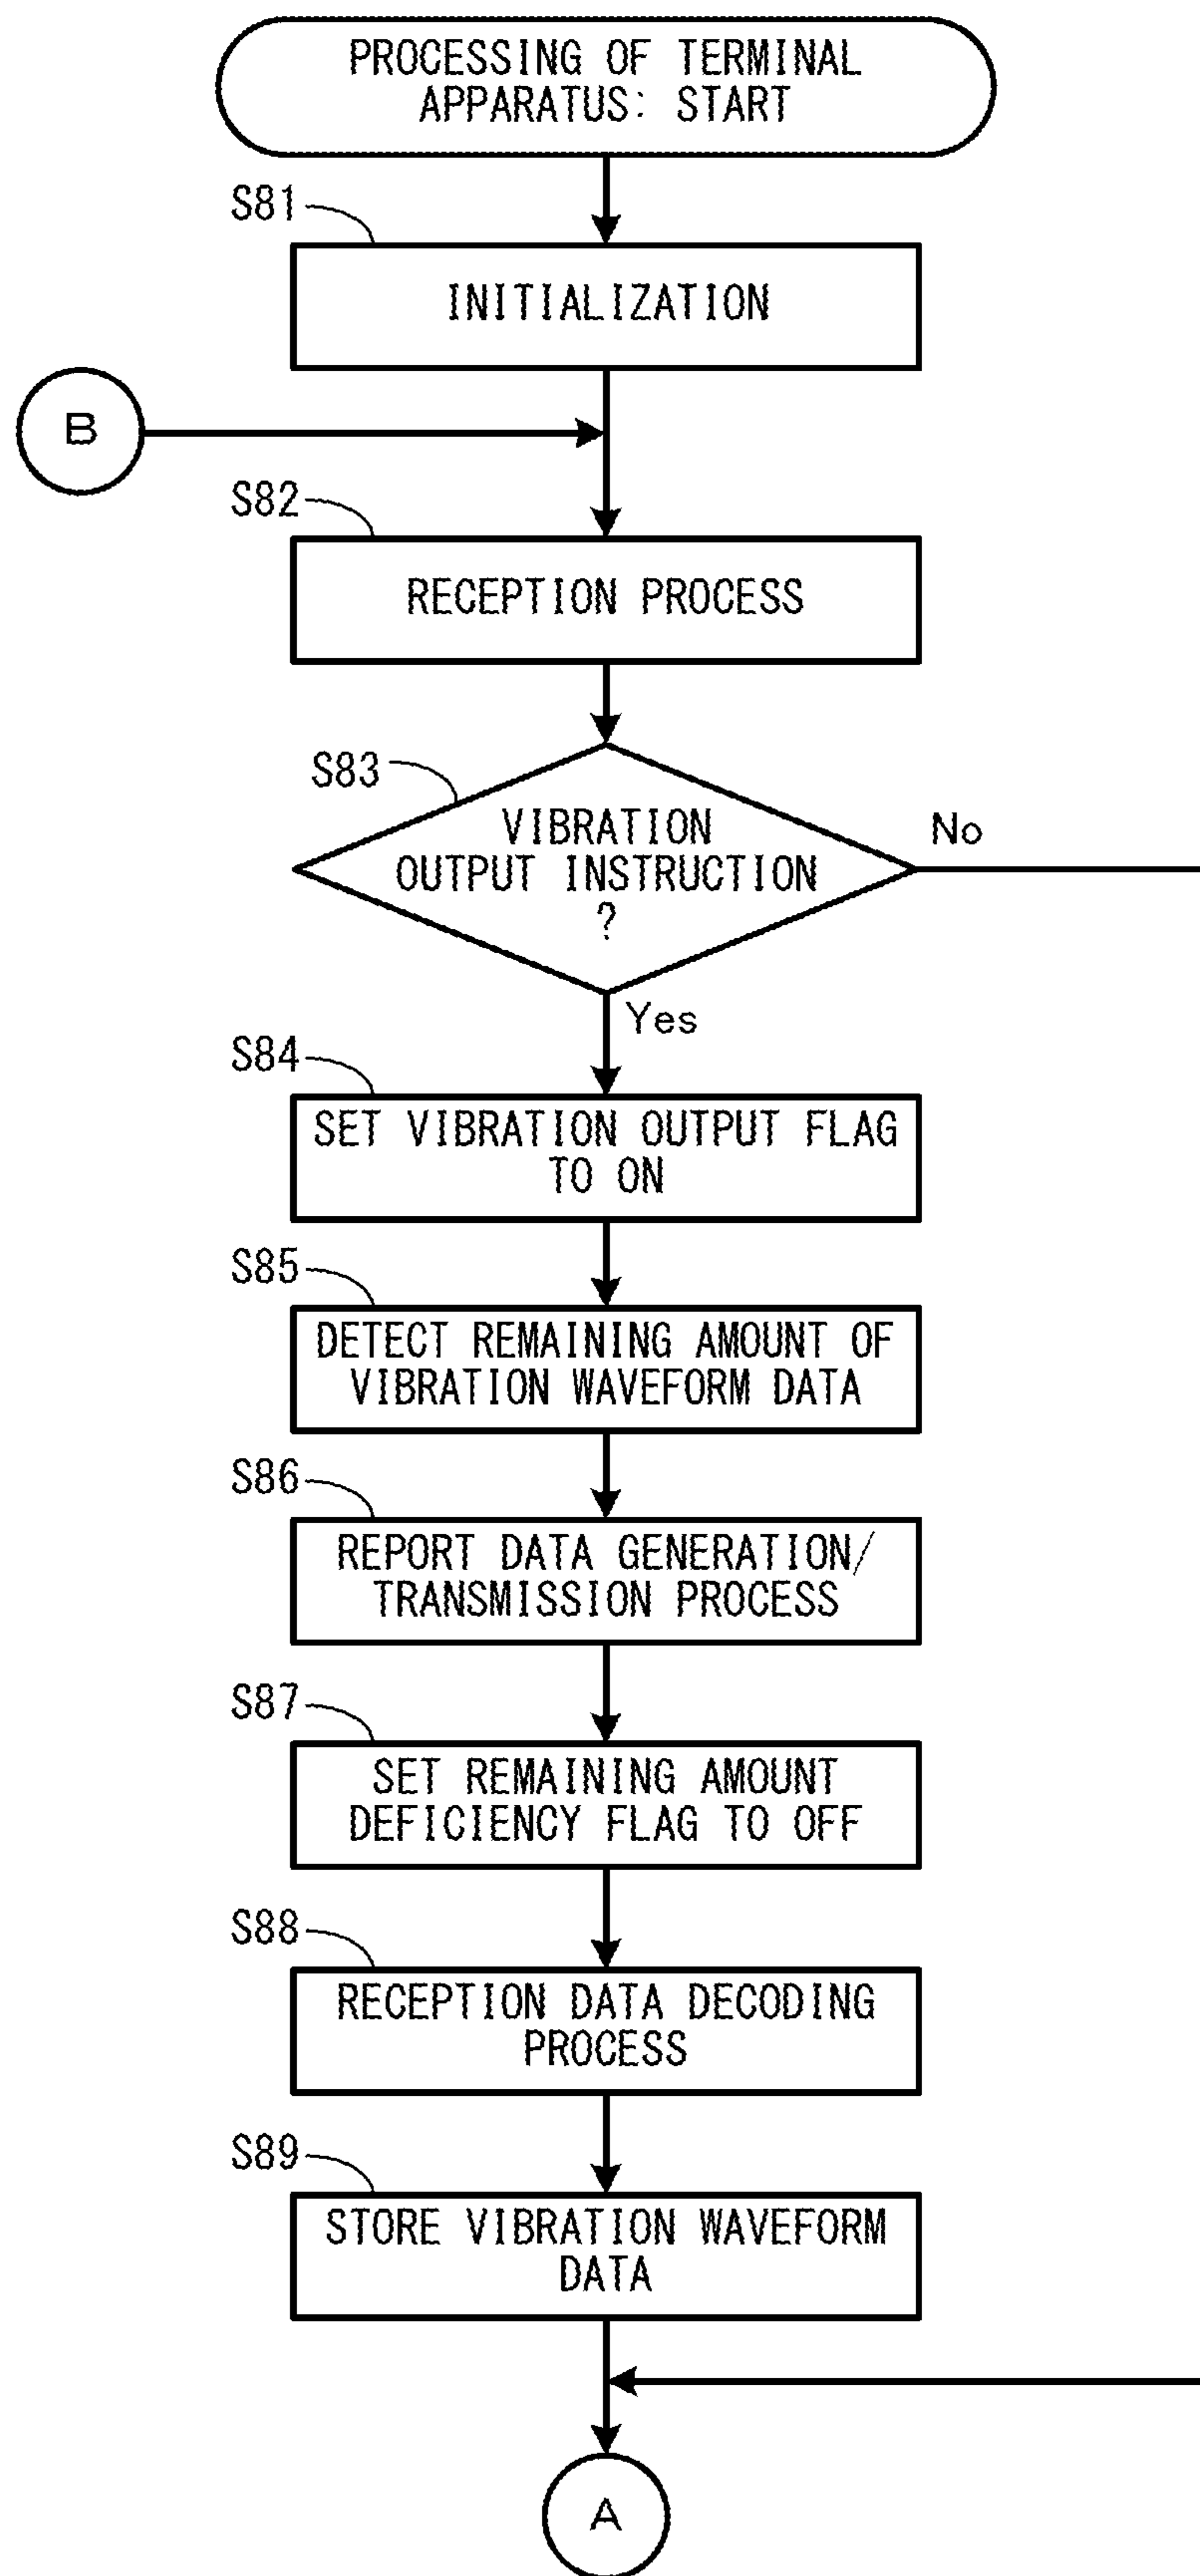 PROCESSING OF TERMINAL
APPARATUS: START
S81
INITIALIZATION
B
S82
RECEPTION PROCESS
S83
VIBRATION
OUTPUT INSTRUCTION
?
No
Yes
S84
SET VIBRATION OUTPUT FLAG
TO ON
S85
DETECT REMAINING AMOUNT OF
VIBRATION WAVEFORM DATA
S86
REPORT DATA GENERATION/
TRANSMISSION PROCESS
S87
SET REMAINING AMOUNT
DEFICIENCY FLAG TO OFF
S88
RECEPTION DATA DECODING
PROCESS
S89
STORE VIBRATION WAVEFORM
DATA
A